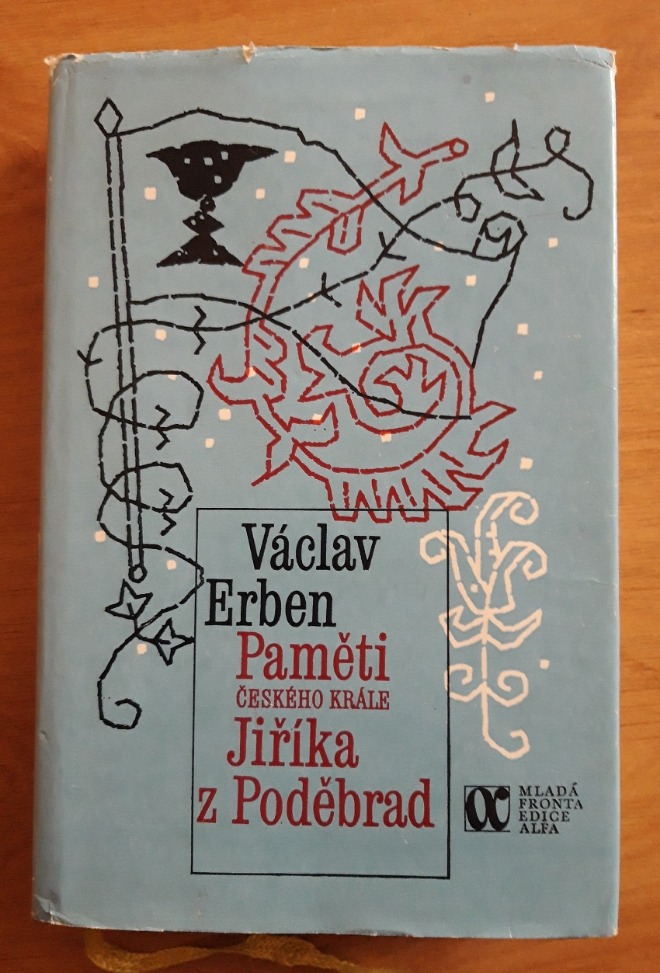 Václav
Erben
Paměti
ČESKÉHO KRÁLE
Jiříka
z Poděbrad
α
MLADÁ
FRONTA
EDICE
ALFA